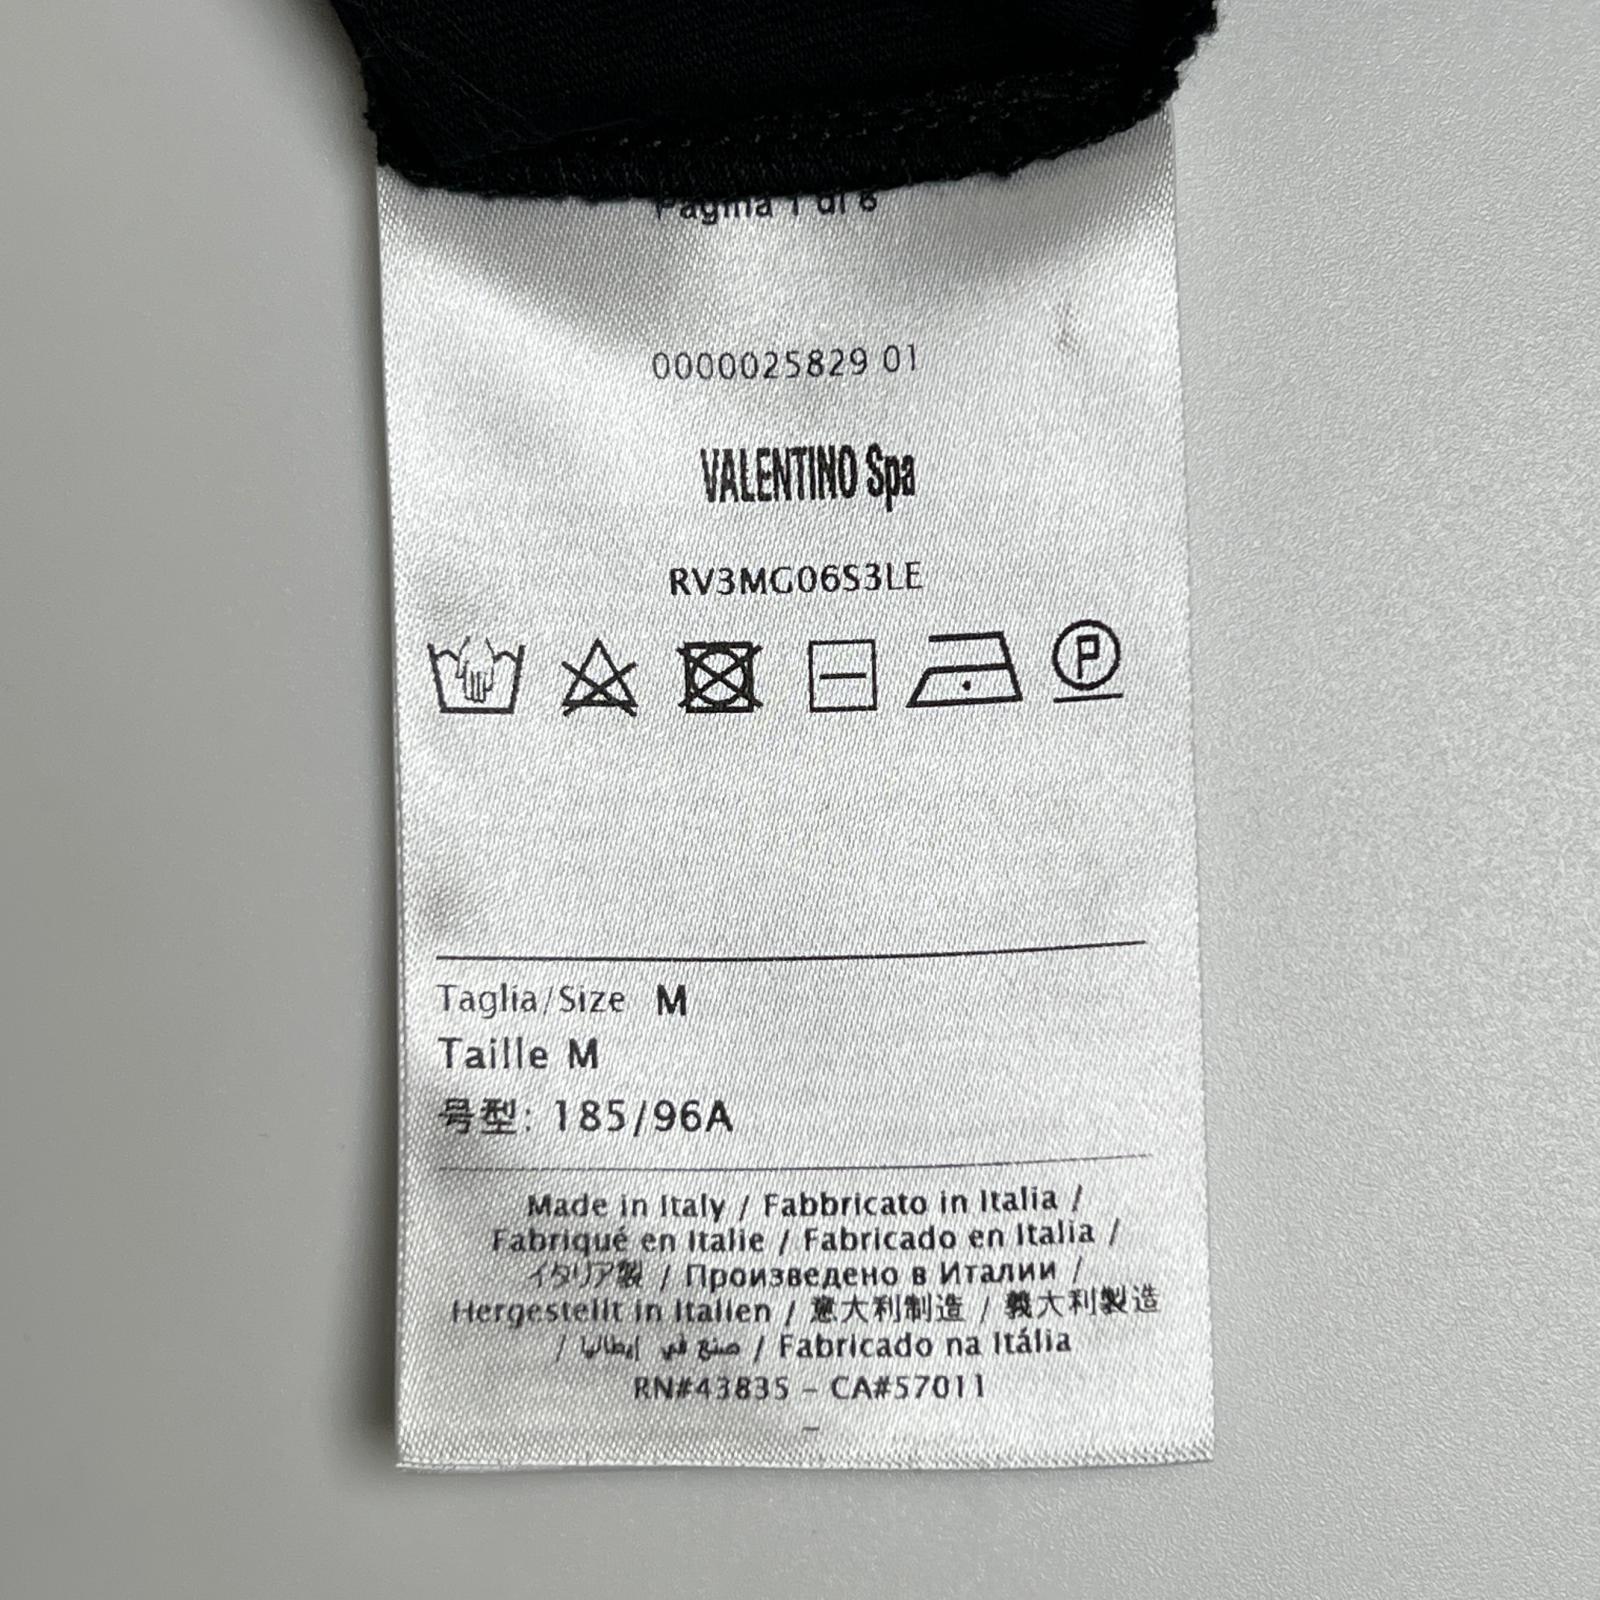 Pagina 1 di 8
0000025829 01
VALENTINO Spa
RV3MG06S3LE
P
Taglia/Size M
Taille M
号型: 185/96A
Made in Italy / Fabbricato in Italia /
Fabriqué en Italie / Fabricado en Italia /
イタリア製 / Произведено в Италии /
Hergestellt in Italien / 意大利制造 / 義大利製造
/ صنع في إيطاليا / Fabricado na Itália
RN#43835 - CA#57011
-